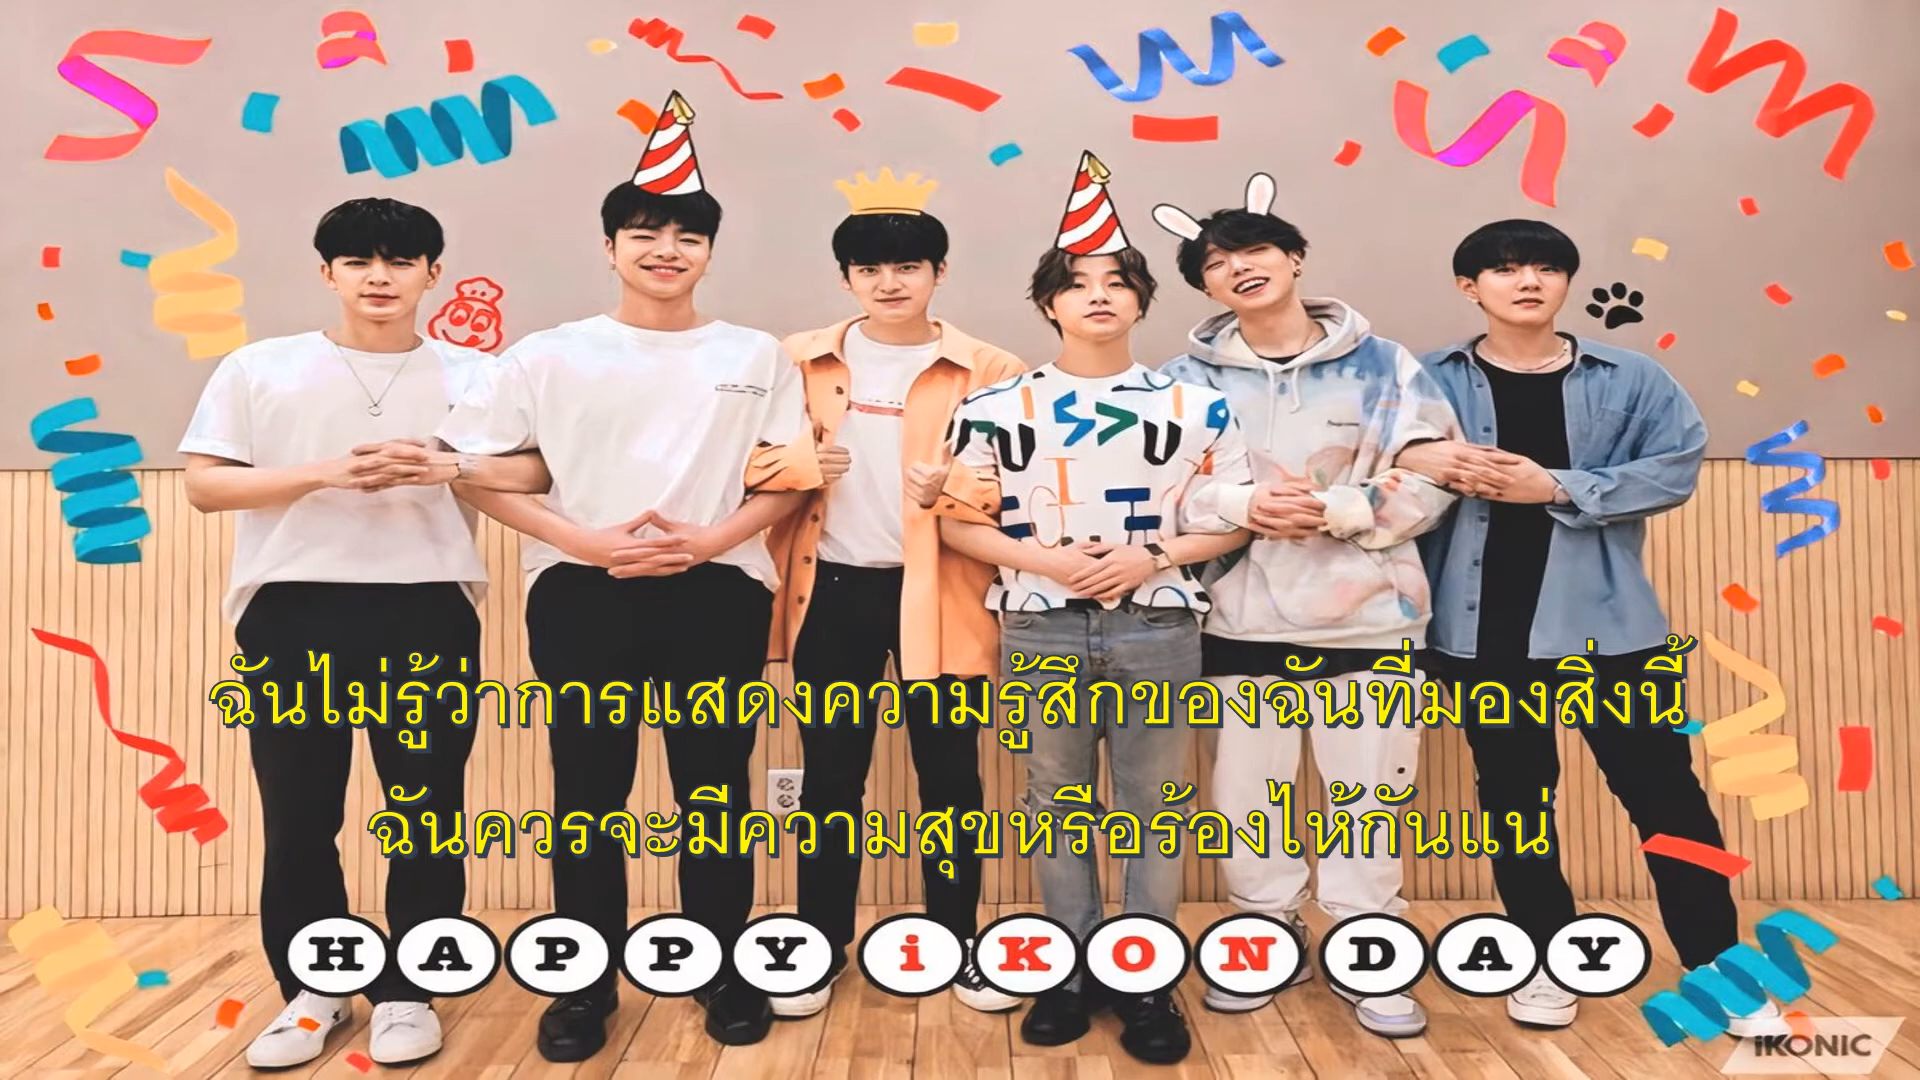 ฉันไม่รู้ว่าการแสดงความรู้สึกของฉันที่มองสิ่งนี้
ฉันควรจะมีความสุขหรือร้องไห้กันแน่
HAPPY iKON DAY
iKONIC